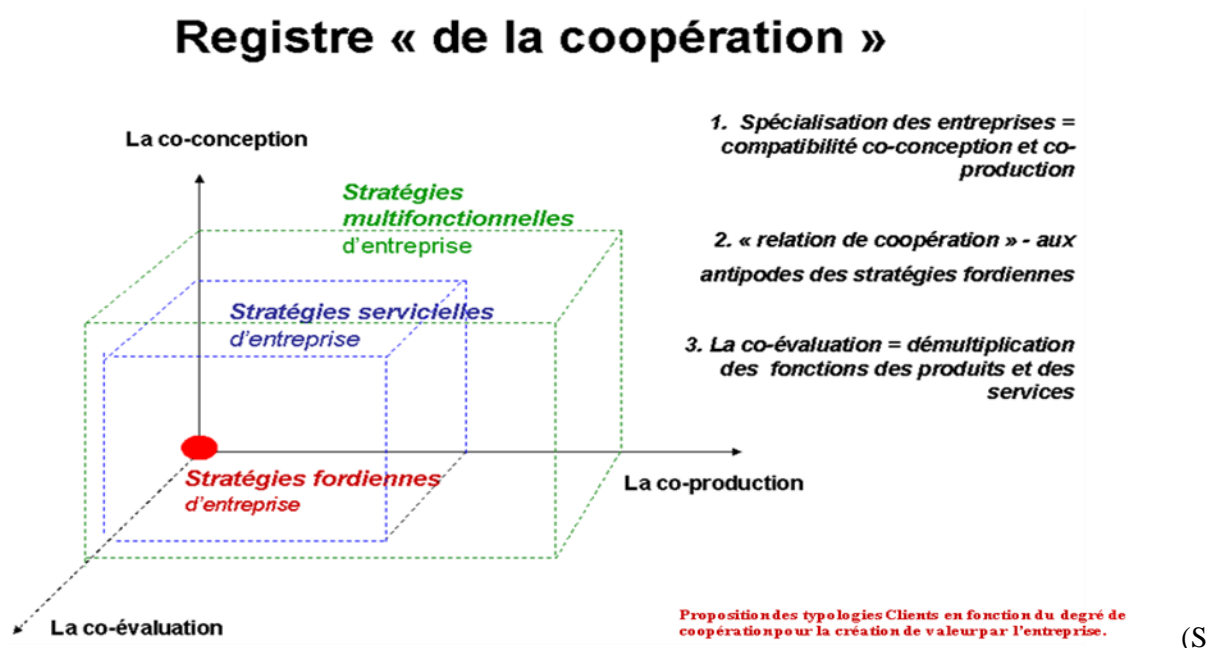 Registre « de la coopération »
La co-conception
Stratégies
multifonctionnelles
d'entreprise
Stratégies servicielles
d'entreprise
Stratégies fordiennes
d'entreprise
La co-production
La co-évaluation
1. Spécialisation des entreprises =
compatibilité co-conception et co-
production
2. « relation de coopération » - aux
antipodes des stratégies fordiennes
3. La co-évaluation = démultiplication
des fonctions des produits et des
services
Proposition des typologies Clients en fonction du degré de
coopération pour la création de valeur par l'entreprise.
(S